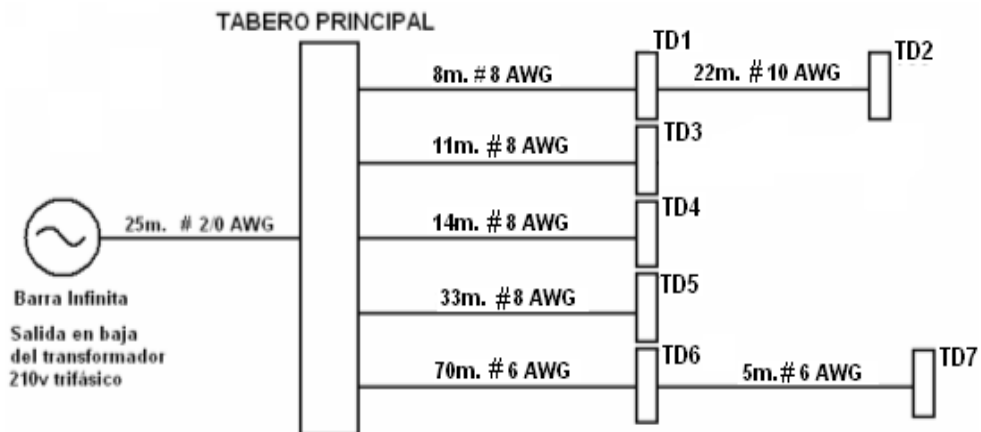 TABERO PRINCIPAL
TD1
TD2
8m. # 8 AWG
22m. # 10 AWG
TD3
11m. # 8 AWG
TD4
25m. # 2/0 AWG
14m. # 8 AWG
TD5
Barra Infinita
33m. # 8 AWG
Salida en baja
del transformador
210v trifásico
TD6
TD7
70m. # 6 AWG
5m. # 6 AWG